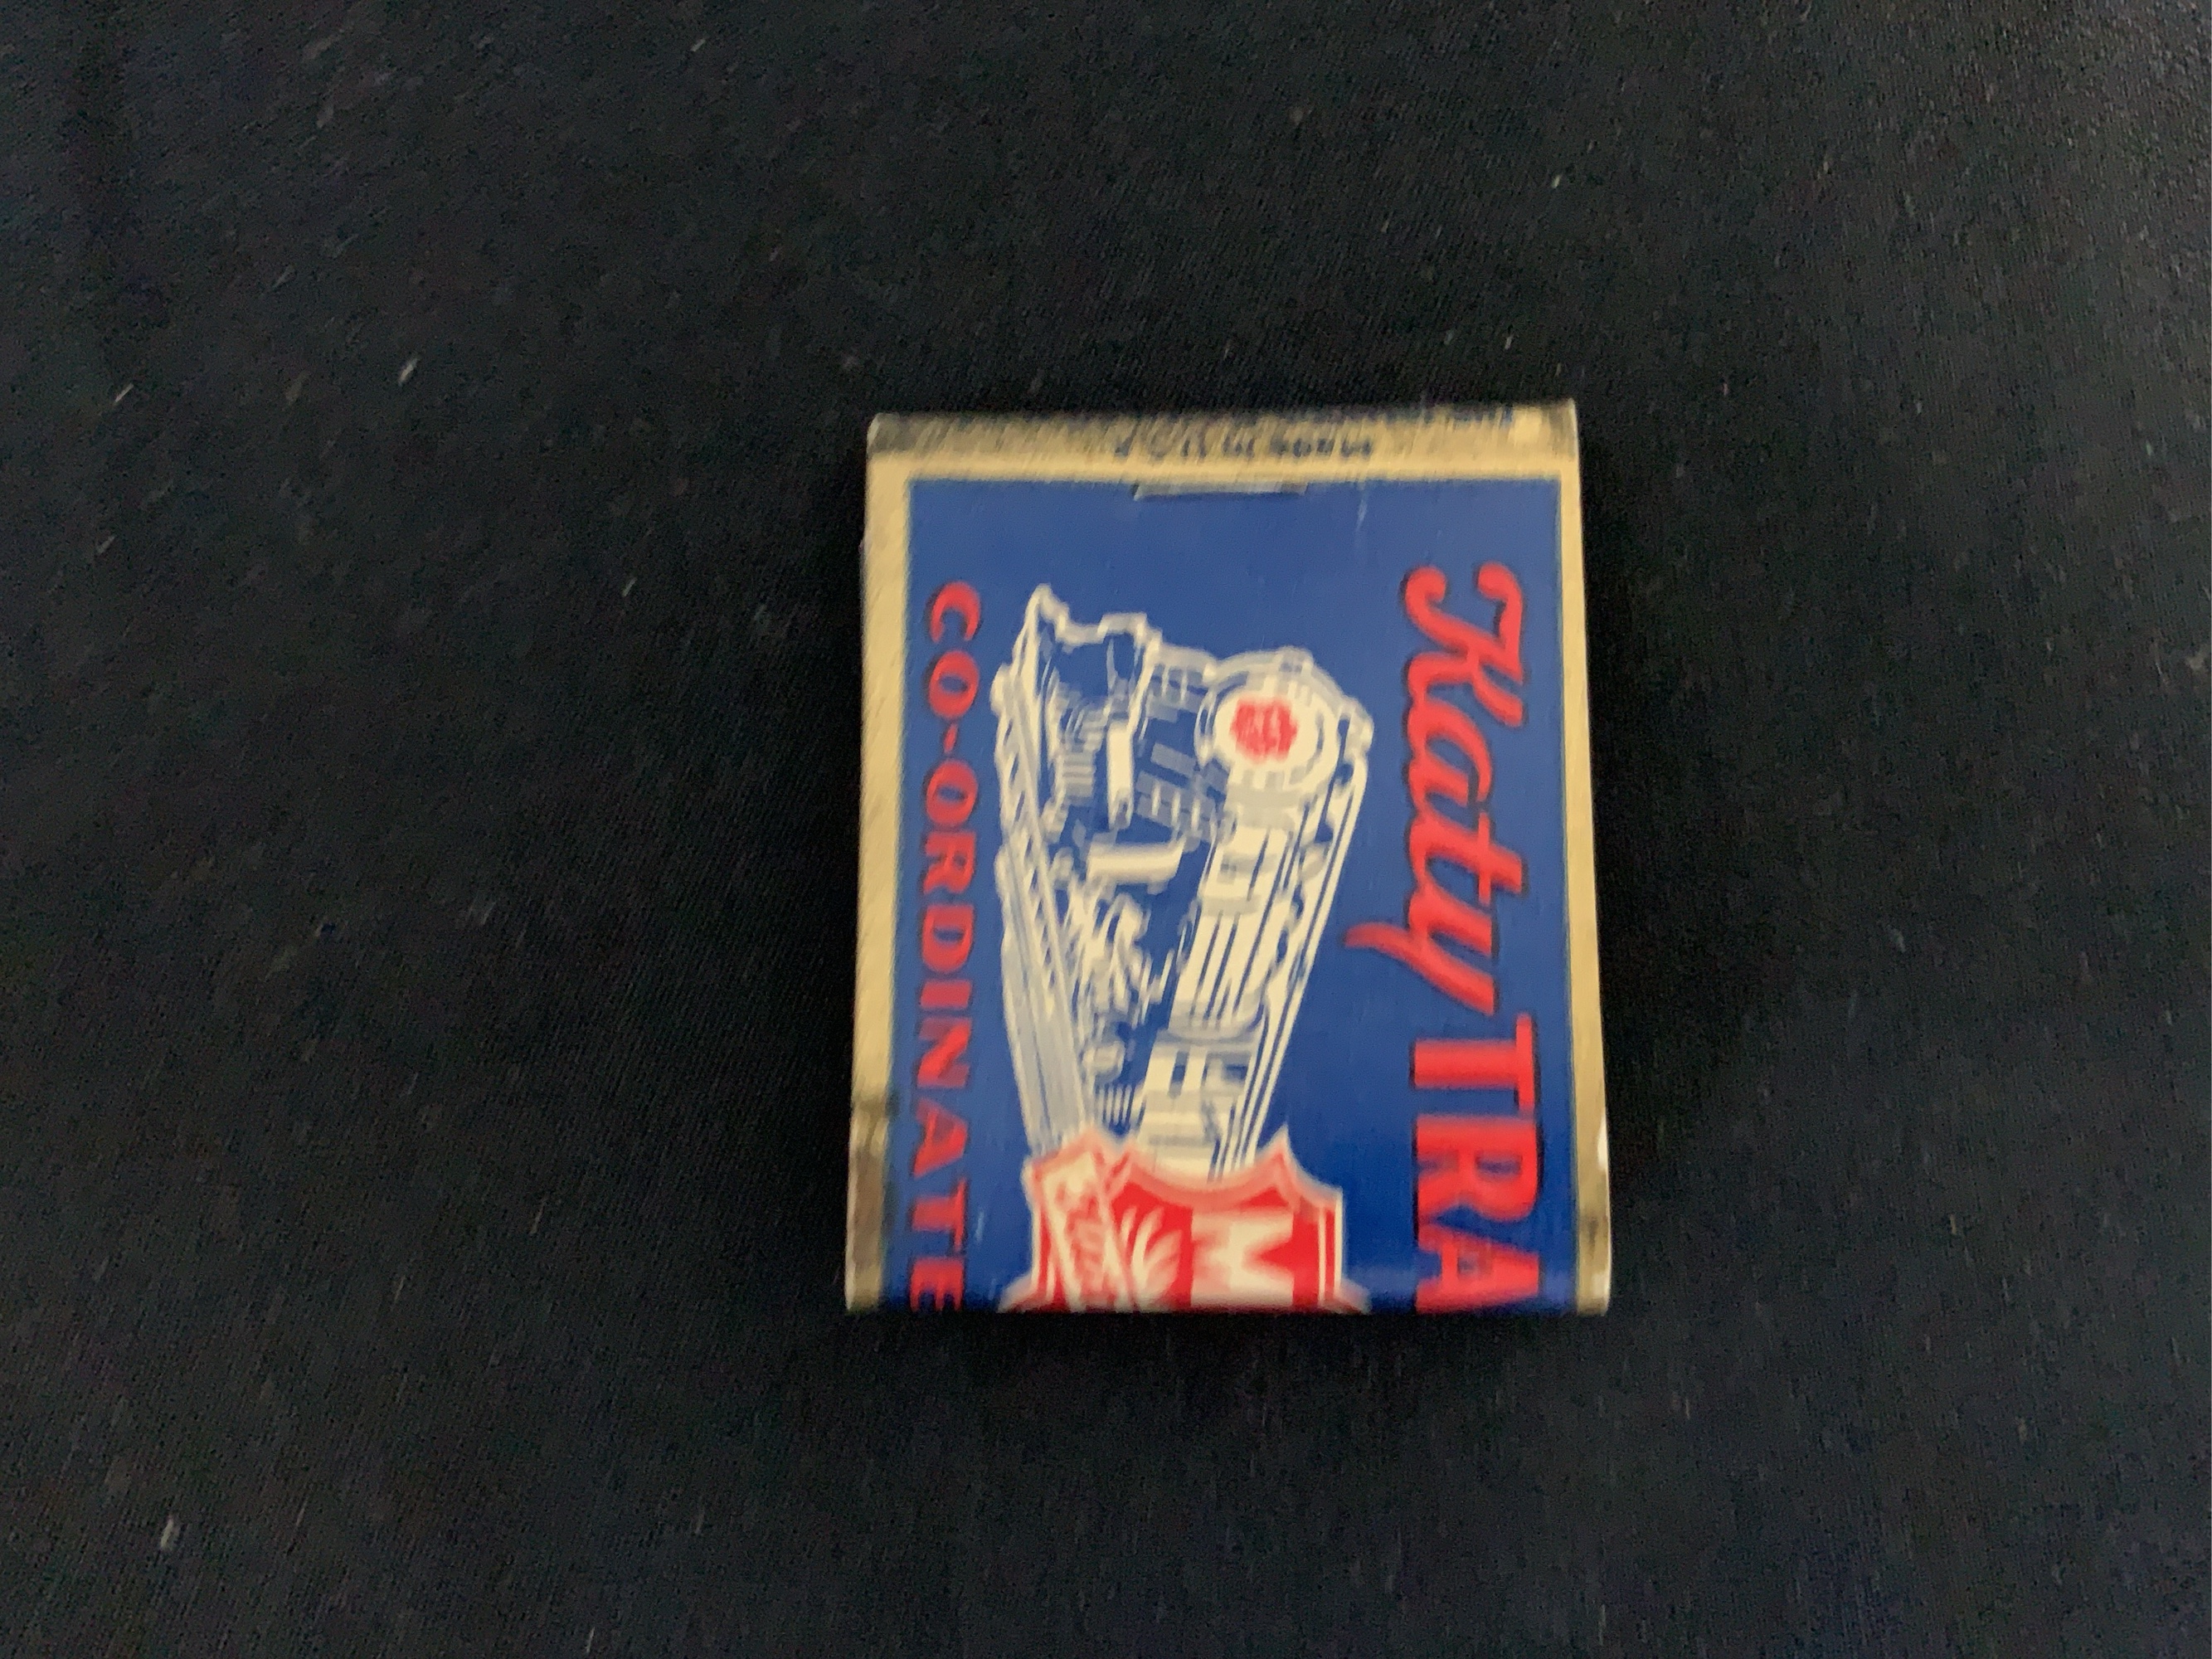 Katy TRA
M
CO-ORDINATE